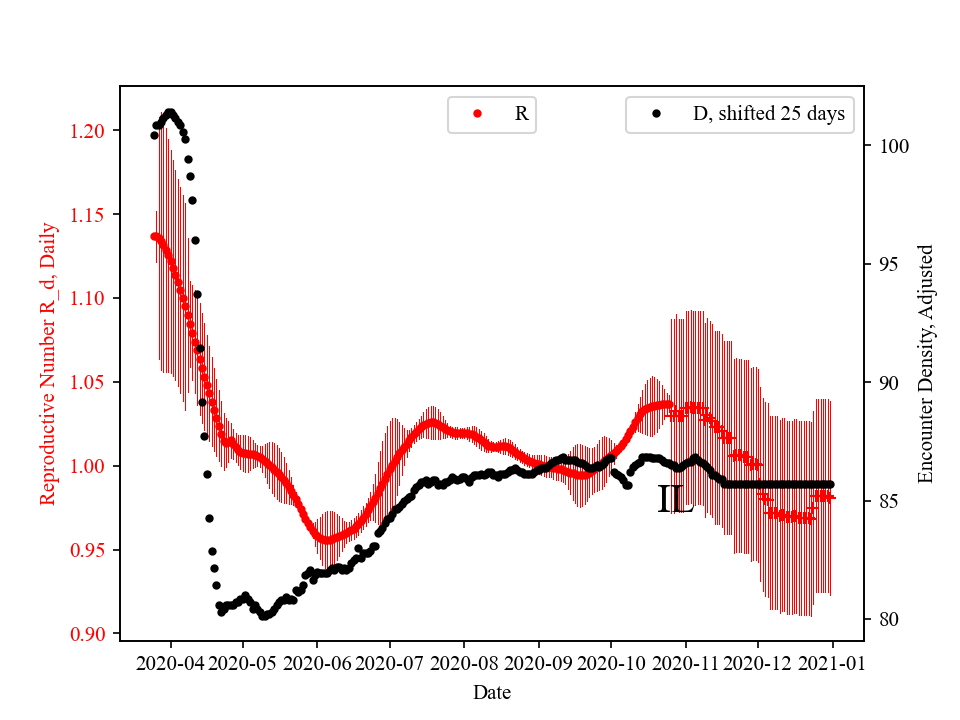 R
D, shifted 25 days
1.20
1.15
1.10
1.05
1.00
0.95
0.90
Reproductive Number R_d, Daily
100
95
90
85
80
Encounter Density, Adjusted
IL
2020-04 2020-05 2020-06 2020-07 2020-08 2020-09 2020-10 2020-11 2020-12 2021-01
Date